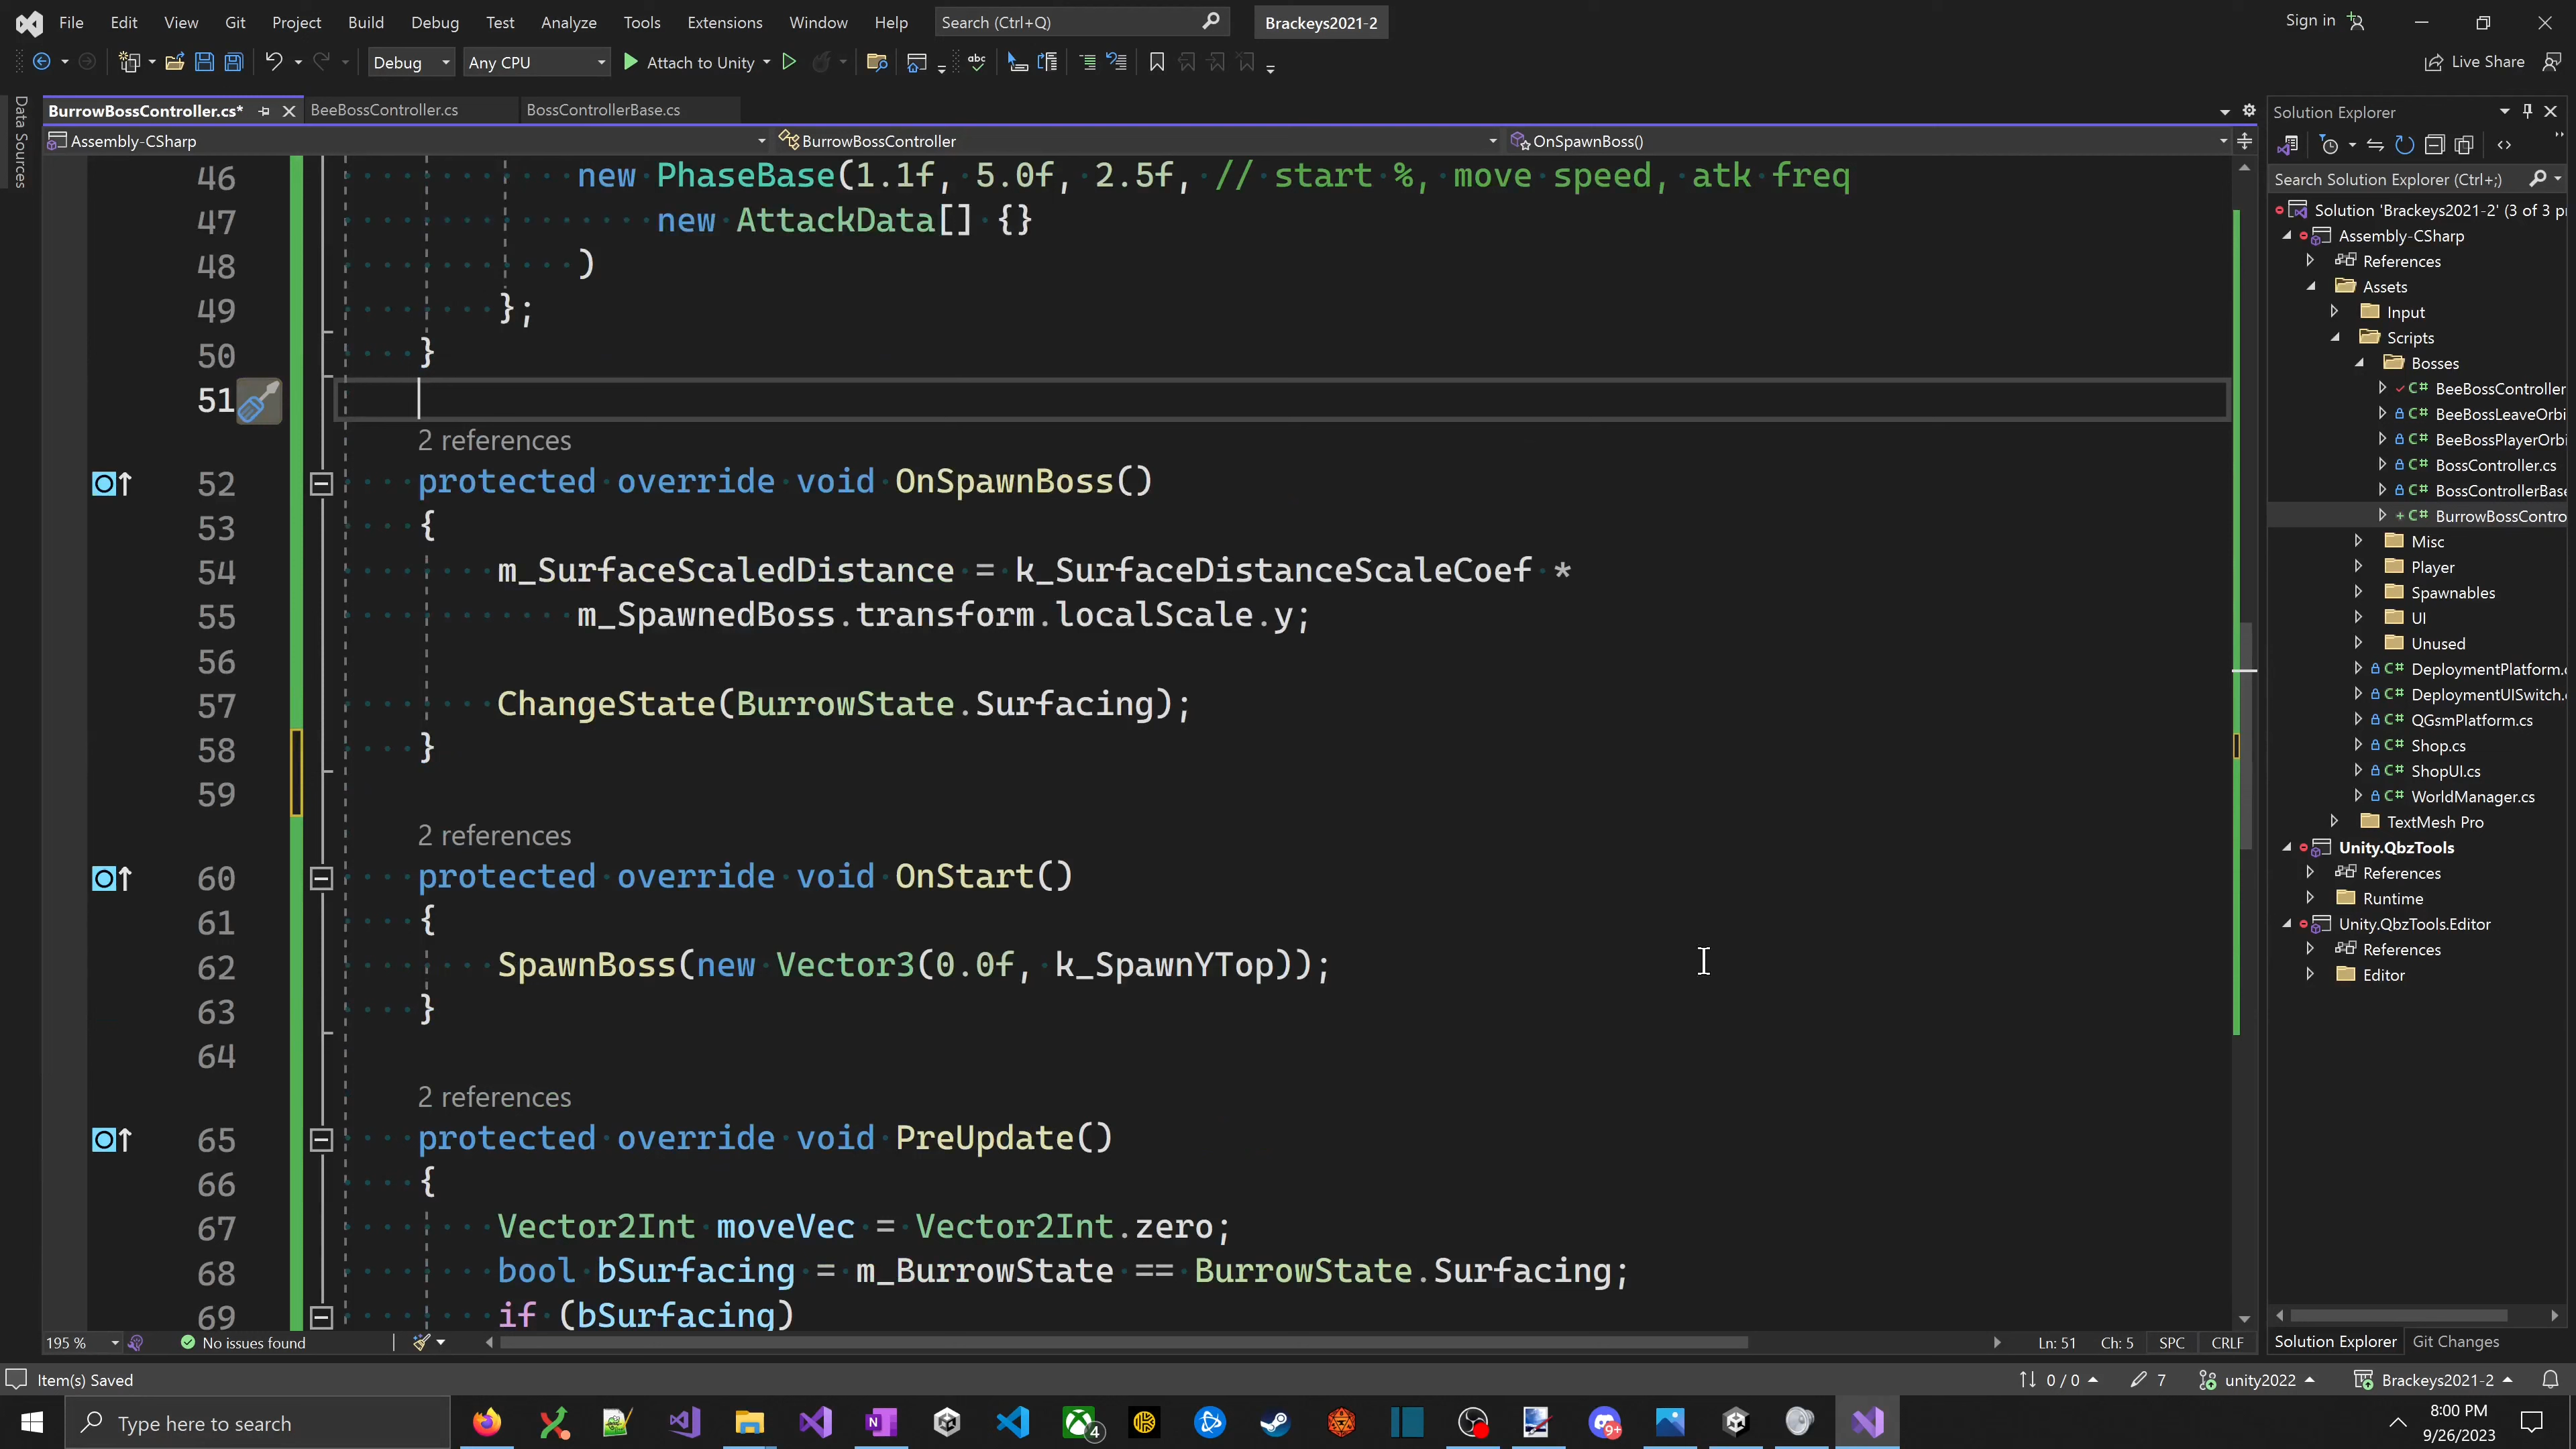 File Edit View Git Project Build Debug Test Analyze Tools Extensions Window Help Search (Ctrl+Q) Brackeys2021-2 Sign in
Debug Any CPU Attach to Unity Live Share
BurrowBossController.cs* BeeBossController.cs BossControllerBase.cs
Assembly-CSharp BurrowBossController OnSpawnBoss()
Data Sources
46 new PhaseBase(1.1f, 5.0f, 2.5f, // start %, move speed, atk freq
47 new AttackData[] {}
48 )
49 };
50 }
51
2 references
52 protected override void OnSpawnBoss()
53 {
54 m_SurfaceScaledDistance = k_SurfaceDistanceScaleCoef *
55 m_SpawnedBoss.transform.localScale.y;
56
57 ChangeState(BurrowState.Surfacing);
58 }
59
2 references
60 protected override void OnStart()
61 {
62 SpawnBoss(new Vector3(0.0f, k_SpawnYTop));
63 }
64
2 references
65 protected override void PreUpdate()
66 {
67 Vector2Int moveVec = Vector2Int.zero;
68 bool bSurfacing = m_BurrowState == BurrowState.Surfacing;
69 if (bSurfacing)
195 % No issues found Ln: 51 Ch: 5 SPC CRLF
Solution Explorer
Search Solution Explorer (Ctrl+;)
Solution 'Brackeys2021-2' (3 of 3 p
Assembly-CSharp
References
Assets
Input
Scripts
Bosses
C# BeeBossController
C# BeeBossLeaveOrbi
C# BeeBossPlayerOrbi
C# BossController.cs
C# BossControllerBase
C# BurrowBossContro
Misc
Player
Spawnables
UI
Unused
C# DeploymentPlatform.c
C# DeploymentUISwitch.c
C# QGsmPlatform.cs
C# Shop.cs
C# ShopUI.cs
C# WorldManager.cs
TextMesh Pro
Unity.QbzTools
References
Runtime
Unity.QbzTools.Editor
References
Editor
Solution Explorer Git Changes
Item(s) Saved 0 / 0 7 unity2022 Brackeys2021-2
Type here to search 4 9+ 8:00 PM
9/26/2023